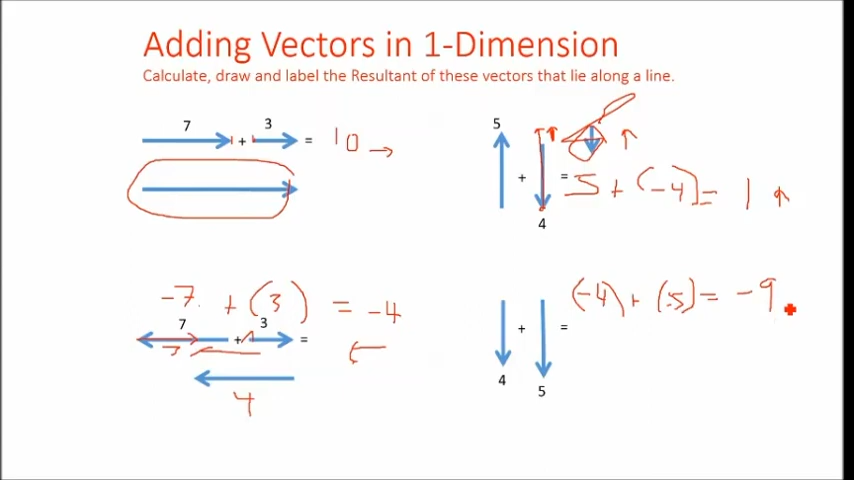 Adding Vectors in 1-Dimension
Calculate, draw and label the Resultant of these vectors that lie along a line.
7 + 3 = 10
5 + 4 = 5 + (-4) = 1
-7 + (3) = -4
7 + 3 =
3
4
(-4) + (-5) = -9
4 + 5 =